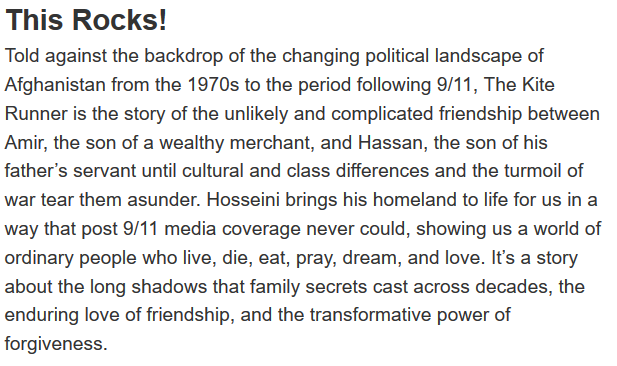 This Rocks!
Told against the backdrop of the changing political landscape of
Afghanistan from the 1970s to the period following 9/11, The Kite
Runner is the story of the unlikely and complicated friendship between
Amir, the son of a wealthy merchant, and Hassan, the son of his
father’s servant until cultural and class differences and the turmoil of
war tear them asunder. Hosseini brings his homeland to life for us in a
way that post 9/11 media coverage never could, showing us a world of
ordinary people who live, die, eat, pray, dream, and love. It’s a story
about the long shadows that family secrets cast across decades, the
enduring love of friendship, and the transformative power of
forgiveness.